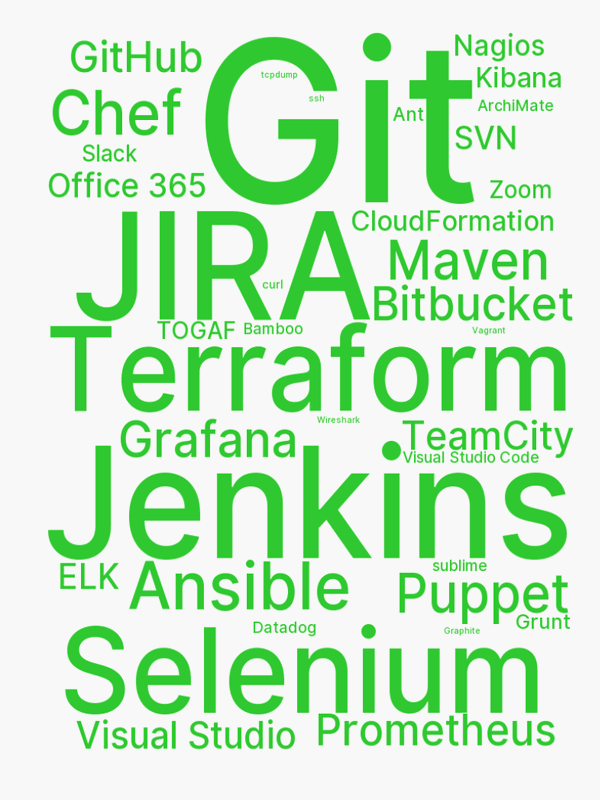 GitHub
Git
Nagios
tcpdump
Kibana
ssh
Chef
Ant
ArchiMate
SVN
Slack
Office 365
Zoom
JIRA
CloudFormation
Maven
curl
Bitbucket
TOGAF
Bamboo
Vagrant
Terraform
Wireshark
Grafana
TeamCity
Visual Studio Code
Jenkins
ELK
Ansible
sublime
Puppet
Grunt
Datadog
Graphite
Selenium
Visual Studio
Prometheus